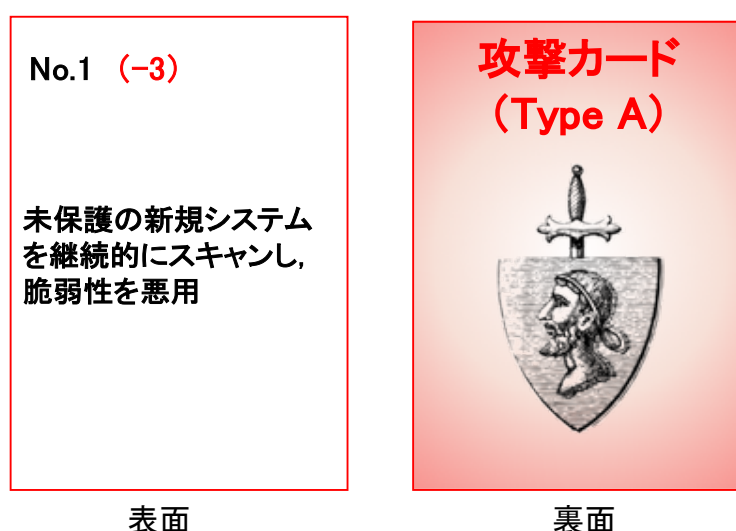 No.1 （-3）
未保護の新規システム
を継続的にスキャンし,
脆弱性を悪用
表面
攻撃カード
（Type A）
裏面